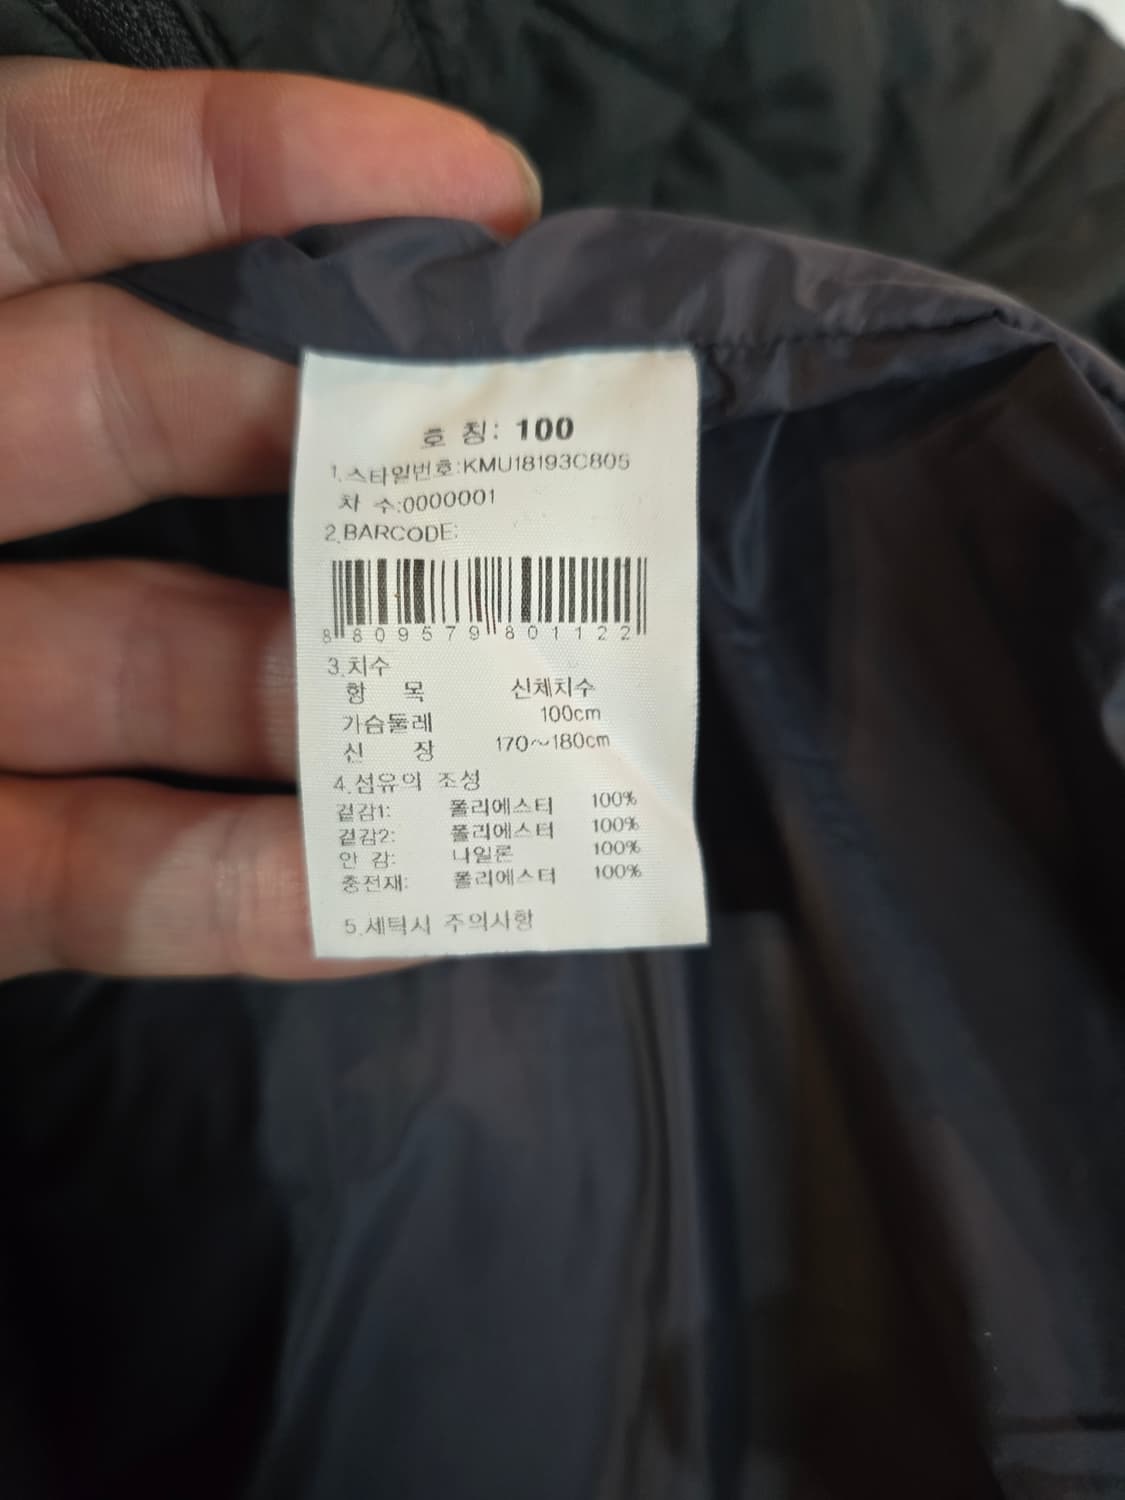 호 칭: 100
1.스타일번호:KMU18193C805
차 수:0000001
2.BARCODE:
8 809579 801122
3.치수
항 목 신체치수
가슴둘레 100cm
신 장 170~180cm
4.섬유의 조성
겉감1: 폴리에스터 100%
겉감2: 폴리에스터 100%
안 감: 나일론 100%
충전재: 폴리에스터 100%
5.세탁시 주의사항